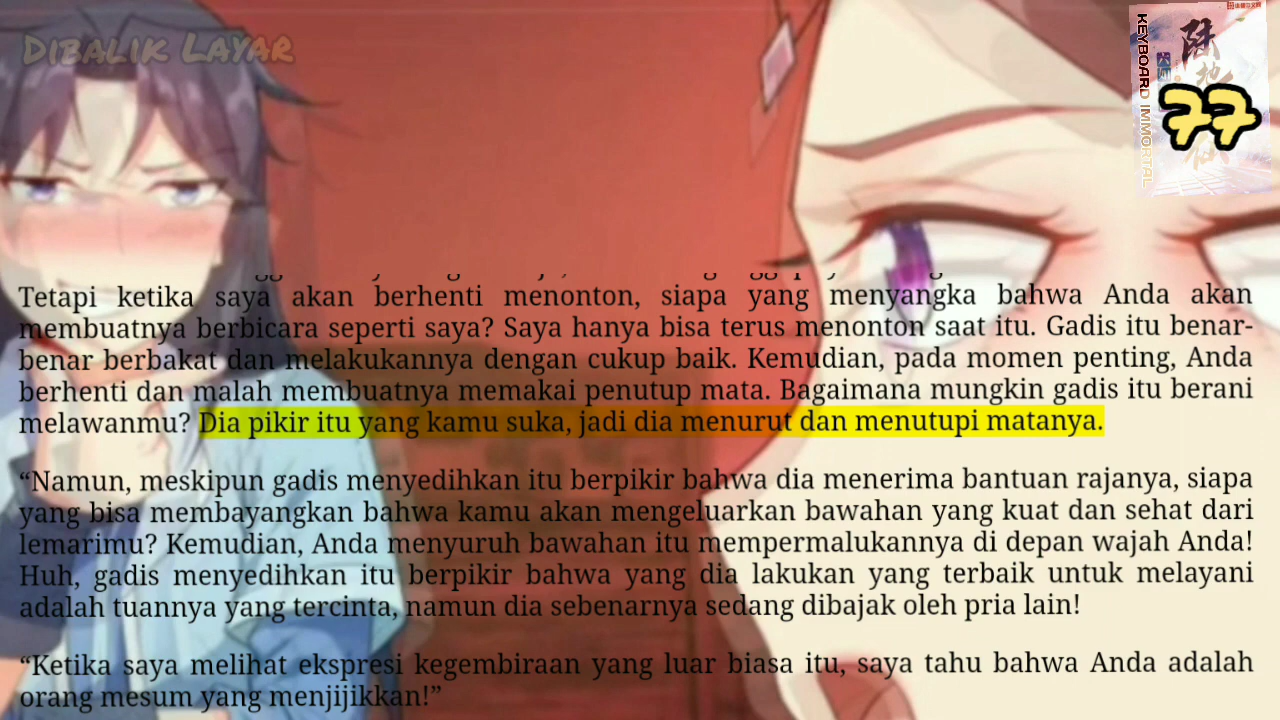 Dibalik Layar
KEYBOARD IMMORTAL
77
Tetapi ketika saya akan berhenti menonton, siapa yang menyangka bahwa Anda akan
membuatnya berbicara seperti saya? Saya hanya bisa terus menonton saat itu. Gadis itu benar-
benar berbakat dan melakukannya dengan cukup baik. Kemudian, pada momen penting, Anda
berhenti dan malah membuatnya memakai penutup mata. Bagaimana mungkin gadis itu berani
melawanmu? Dia pikir itu yang kamu suka, jadi dia menurut dan menutupi matanya.
“Namun, meskipun gadis menyedihkan itu berpikir bahwa dia menerima bantuan rajanya, siapa
yang bisa membayangkan bahwa kamu akan mengeluarkan bawahan yang kuat dan sehat dari
lemarimu? Kemudian, Anda menyuruh bawahan itu mempermalukannya di depan wajah Anda!
Huh, gadis menyedihkan itu berpikir bahwa yang dia lakukan yang terbaik untuk melayani
adalah tuannya yang tercinta, namun dia sebenarnya sedang dibajak oleh pria lain!
“Ketika saya melihat ekspresi kegembiraan yang luar biasa itu, saya tahu bahwa Anda adalah
orang mesum yang menjijikkan!”